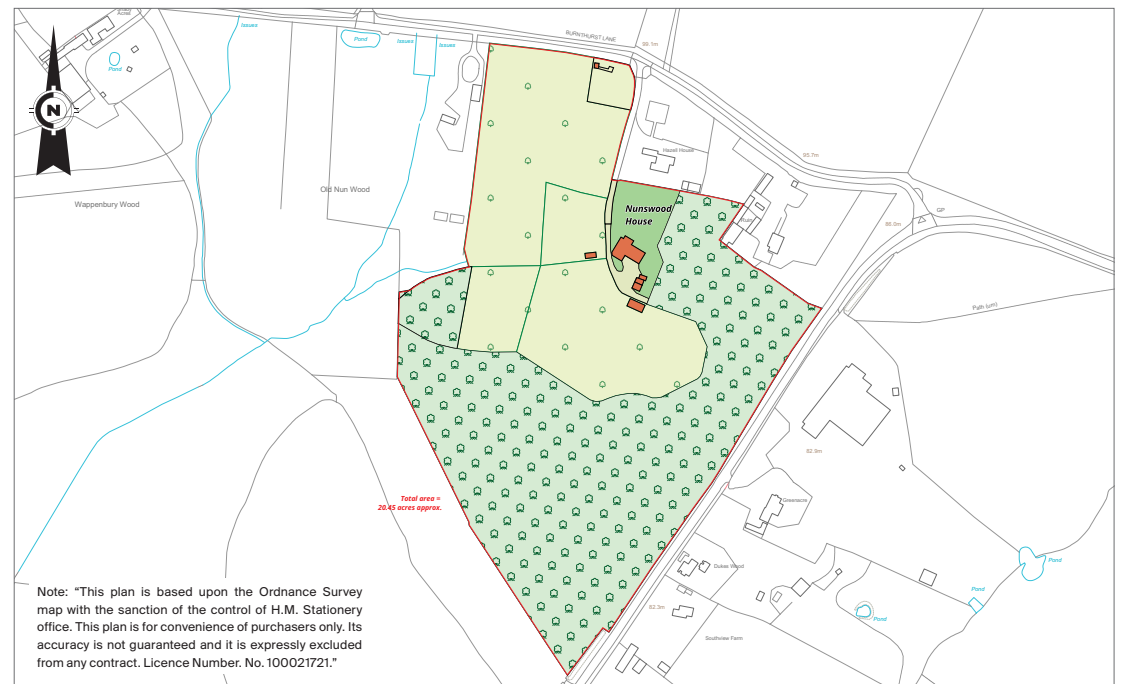 Acres
Issues
Pond
Issues
Issues
BURNTHURST LANE
88.1m
Pond
N
Hazell House
95.7m
Old Nun Wood
Wappenbury Wood
Nunswood
House
Ruin
GP
86.0m
Path (um)
82.9m
Total area =
20.45 acres approx.
Greenacre
Pond
Dukes Wood
Pond
82.3m
Pond
Southview Farm
Note: “This plan is based upon the Ordnance Survey
map with the sanction of the control of H.M. Stationery
office. This plan is for convenience of purchasers only. Its
accuracy is not guaranteed and it is expressly excluded
from any contract. Licence Number. No. 100021721.”